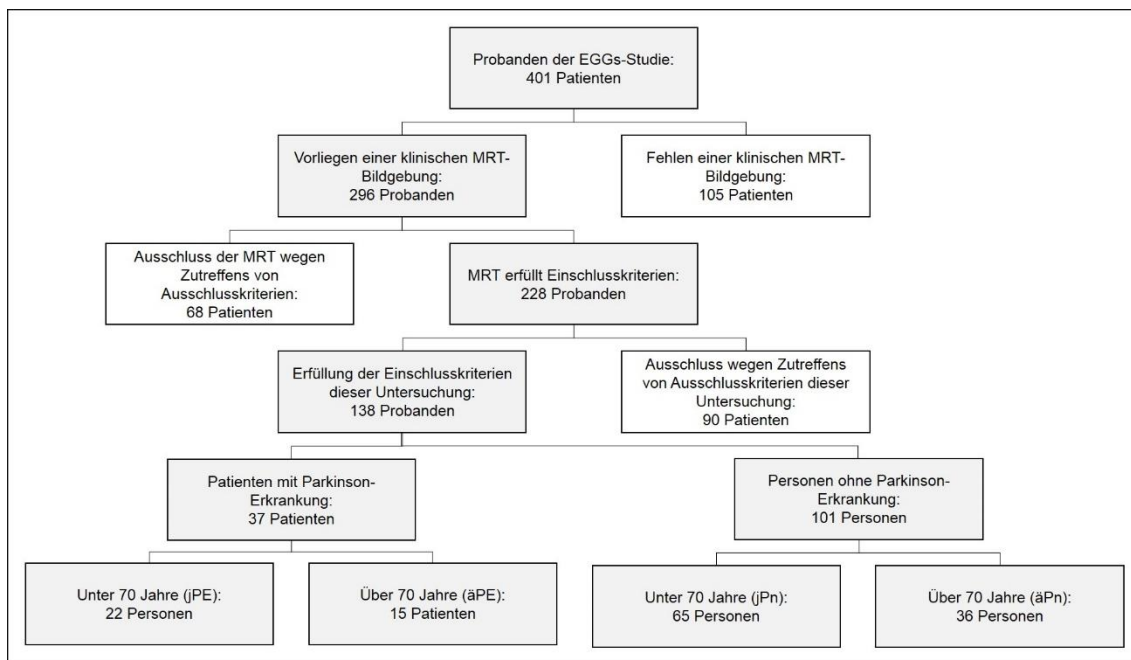 Probanden der EGGs-Studie:
401 Patienten
Vorliegen einer klinischen MRT-
Bildgebung:
296 Probanden
Fehlen einer klinischen MRT-
Bildgebung:
105 Patienten
Ausschluss der MRT wegen
Zutreffens von
Ausschlusskriterien:
68 Patienten
MRT erfüllt Einschlusskriterien:
228 Probanden
Erfüllung der Einschlusskriterien
dieser Untersuchung:
138 Probanden
Ausschluss wegen Zutreffens
von Ausschlusskriterien dieser
Untersuchung:
90 Patienten
Patienten mit Parkinson-
Erkrankung:
37 Patienten
Personen ohne Parkinson-
Erkrankung:
101 Personen
Unter 70 Jahre (jPE):
22 Personen
Über 70 Jahre (äPE):
15 Patienten
Unter 70 Jahre (jPn):
65 Personen
Über 70 Jahre (äPn):
36 Personen